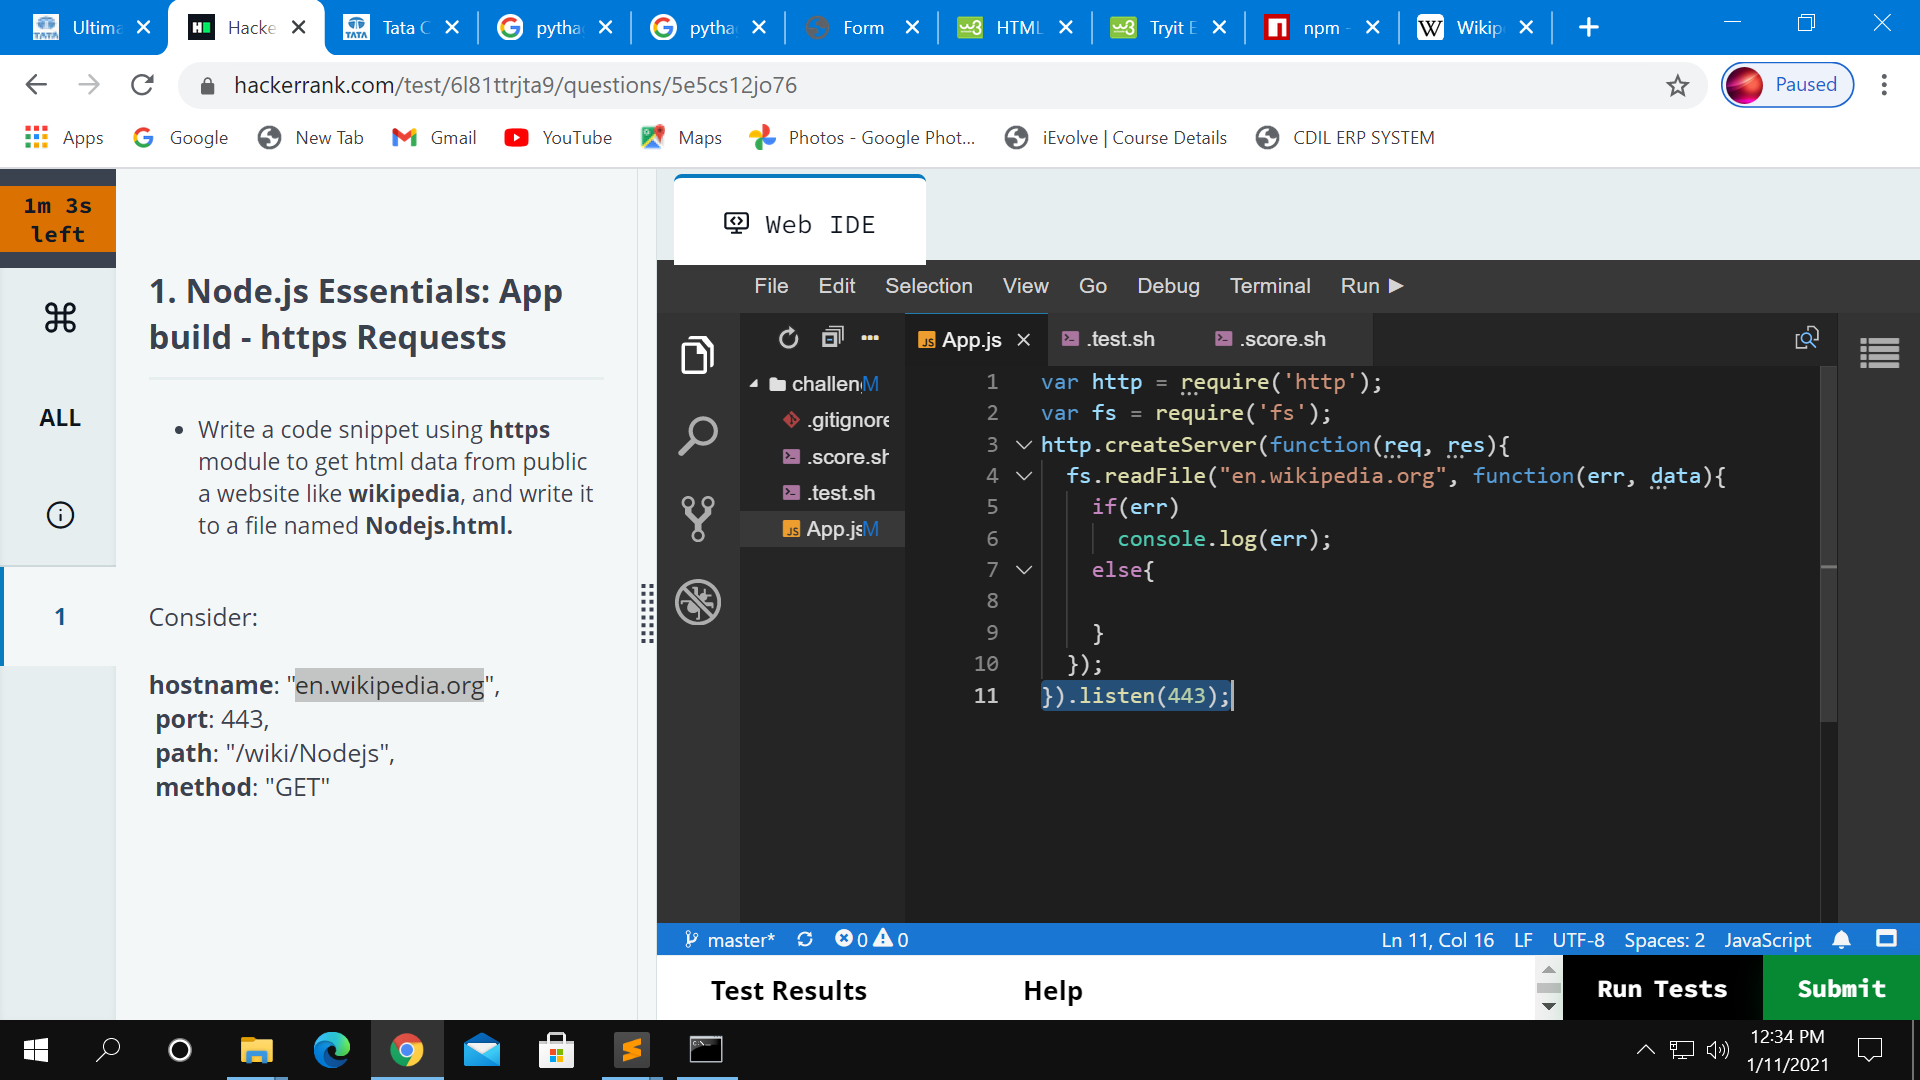 Ultima
Hacke
Tata C
pytha
pytha
Form
HTML
Tryit E
npm -
Wikip
hackerrank.com/test/6l81ttrjta9/questions/5e5cs12jo76
Paused
Apps
Google
New Tab
Gmail
YouTube
Maps
Photos - Google Phot...
iEvolve | Course Details
CDIL ERP SYSTEM
1m 3s
left
ALL
1
1. Node.js Essentials: App
build - https Requests
• Write a code snippet using https
module to get html data from public
a website like wikipedia, and write it
to a file named Nodejs.html.
Consider:
hostname: "en.wikipedia.org",
port: 443,
path: "/wiki/Nodejs",
method: "GET"
Web IDE
File Edit Selection View Go Debug Terminal Run
challen M
.gitignore
.score.sh
.test.sh
App.js M
App.js
.test.sh
.score.sh
1 var http = require('http');
2 var fs = require('fs');
3 http.createServer(function(req, res){
4 fs.readFile("en.wikipedia.org", function(err, data){
5 if(err)
6 console.log(err);
7 else{
8
9 }
10 });
11 }).listen(443);
master* 0 0
Ln 11, Col 16 LF UTF-8 Spaces: 2 JavaScript
Test Results
Help
Run Tests
Submit
12:34 PM
1/11/2021